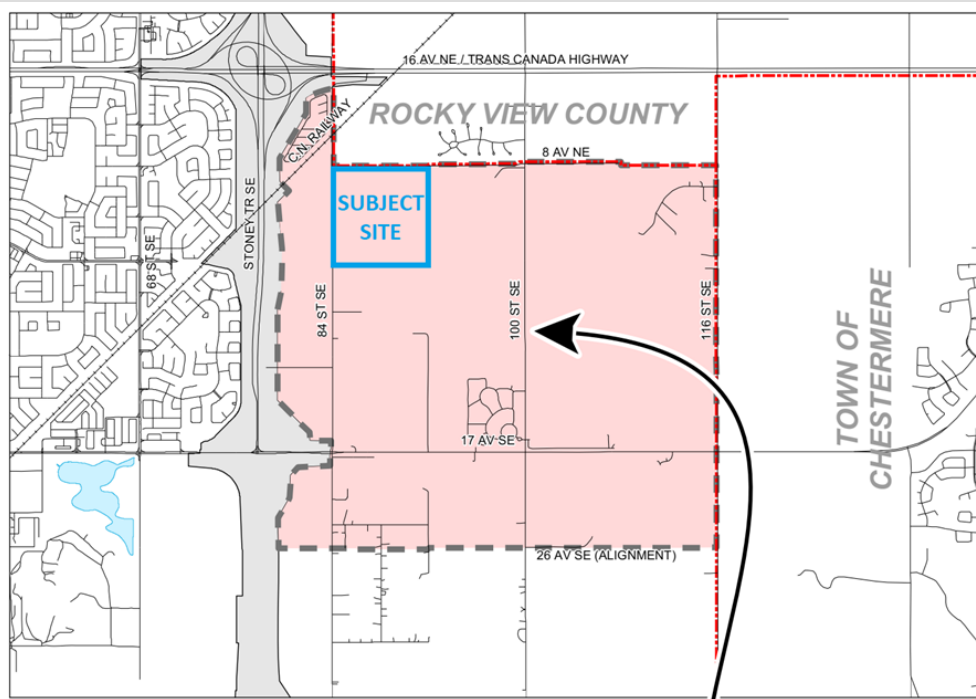 16 AV NE / TRANS CANADA HIGHWAY
ROCKY VIEW COUNTY
C.N. RAILWAY
8 AV NE
SUBJECT
SITE
STONEY TR SE
68 ST SE
84 ST SE
100 ST SE
116 ST SE
TOWN OF
CHESTERMERE
17 AV SE
26 AV SE (ALIGNMENT)